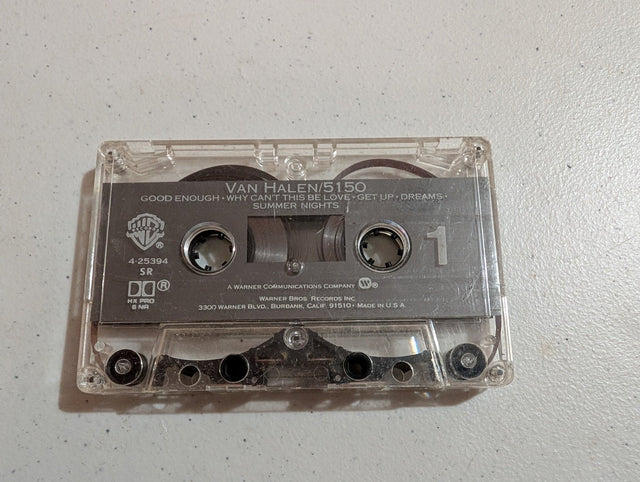 VAN HALEN/5150
GOOD ENOUGH • WHY CAN'T THIS BE LOVE • GET UP • DREAMS •
SUMMER NIGHTS
1
WB
®
4-25394
SR
®
HX PRO
B NR
A WARNER COMMUNICATIONS COMPANY W®
WARNER BROS. RECORDS INC.
3300 WARNER BLVD., BURBANK, CALIF. 91510 • MADE IN U.S.A.